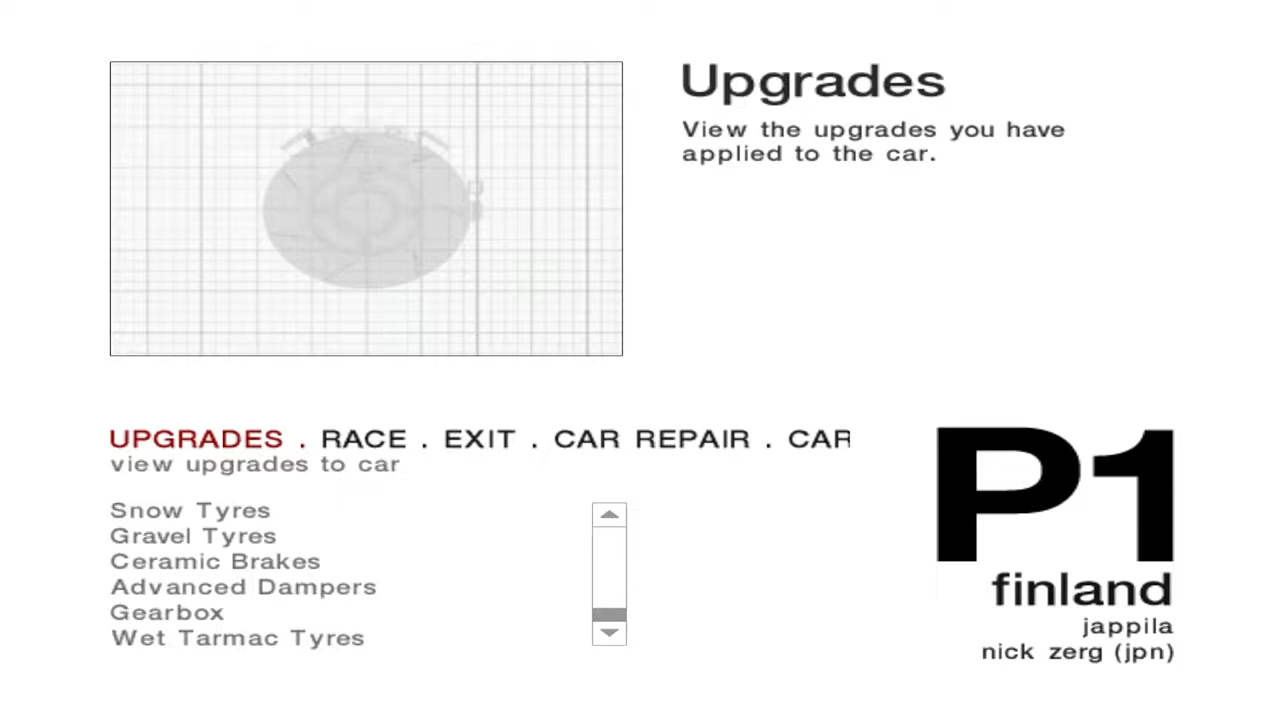 Upgrades
View the upgrades you have
applied to the car.
UPGRADES . RACE . EXIT . CAR REPAIR . CAR
view upgrades to car
Snow Tyres
Gravel Tyres
Ceramic Brakes
Advanced Dampers
Gearbox
Wet Tarmac Tyres
P1
finland
jappila
nick zerg (jpn)